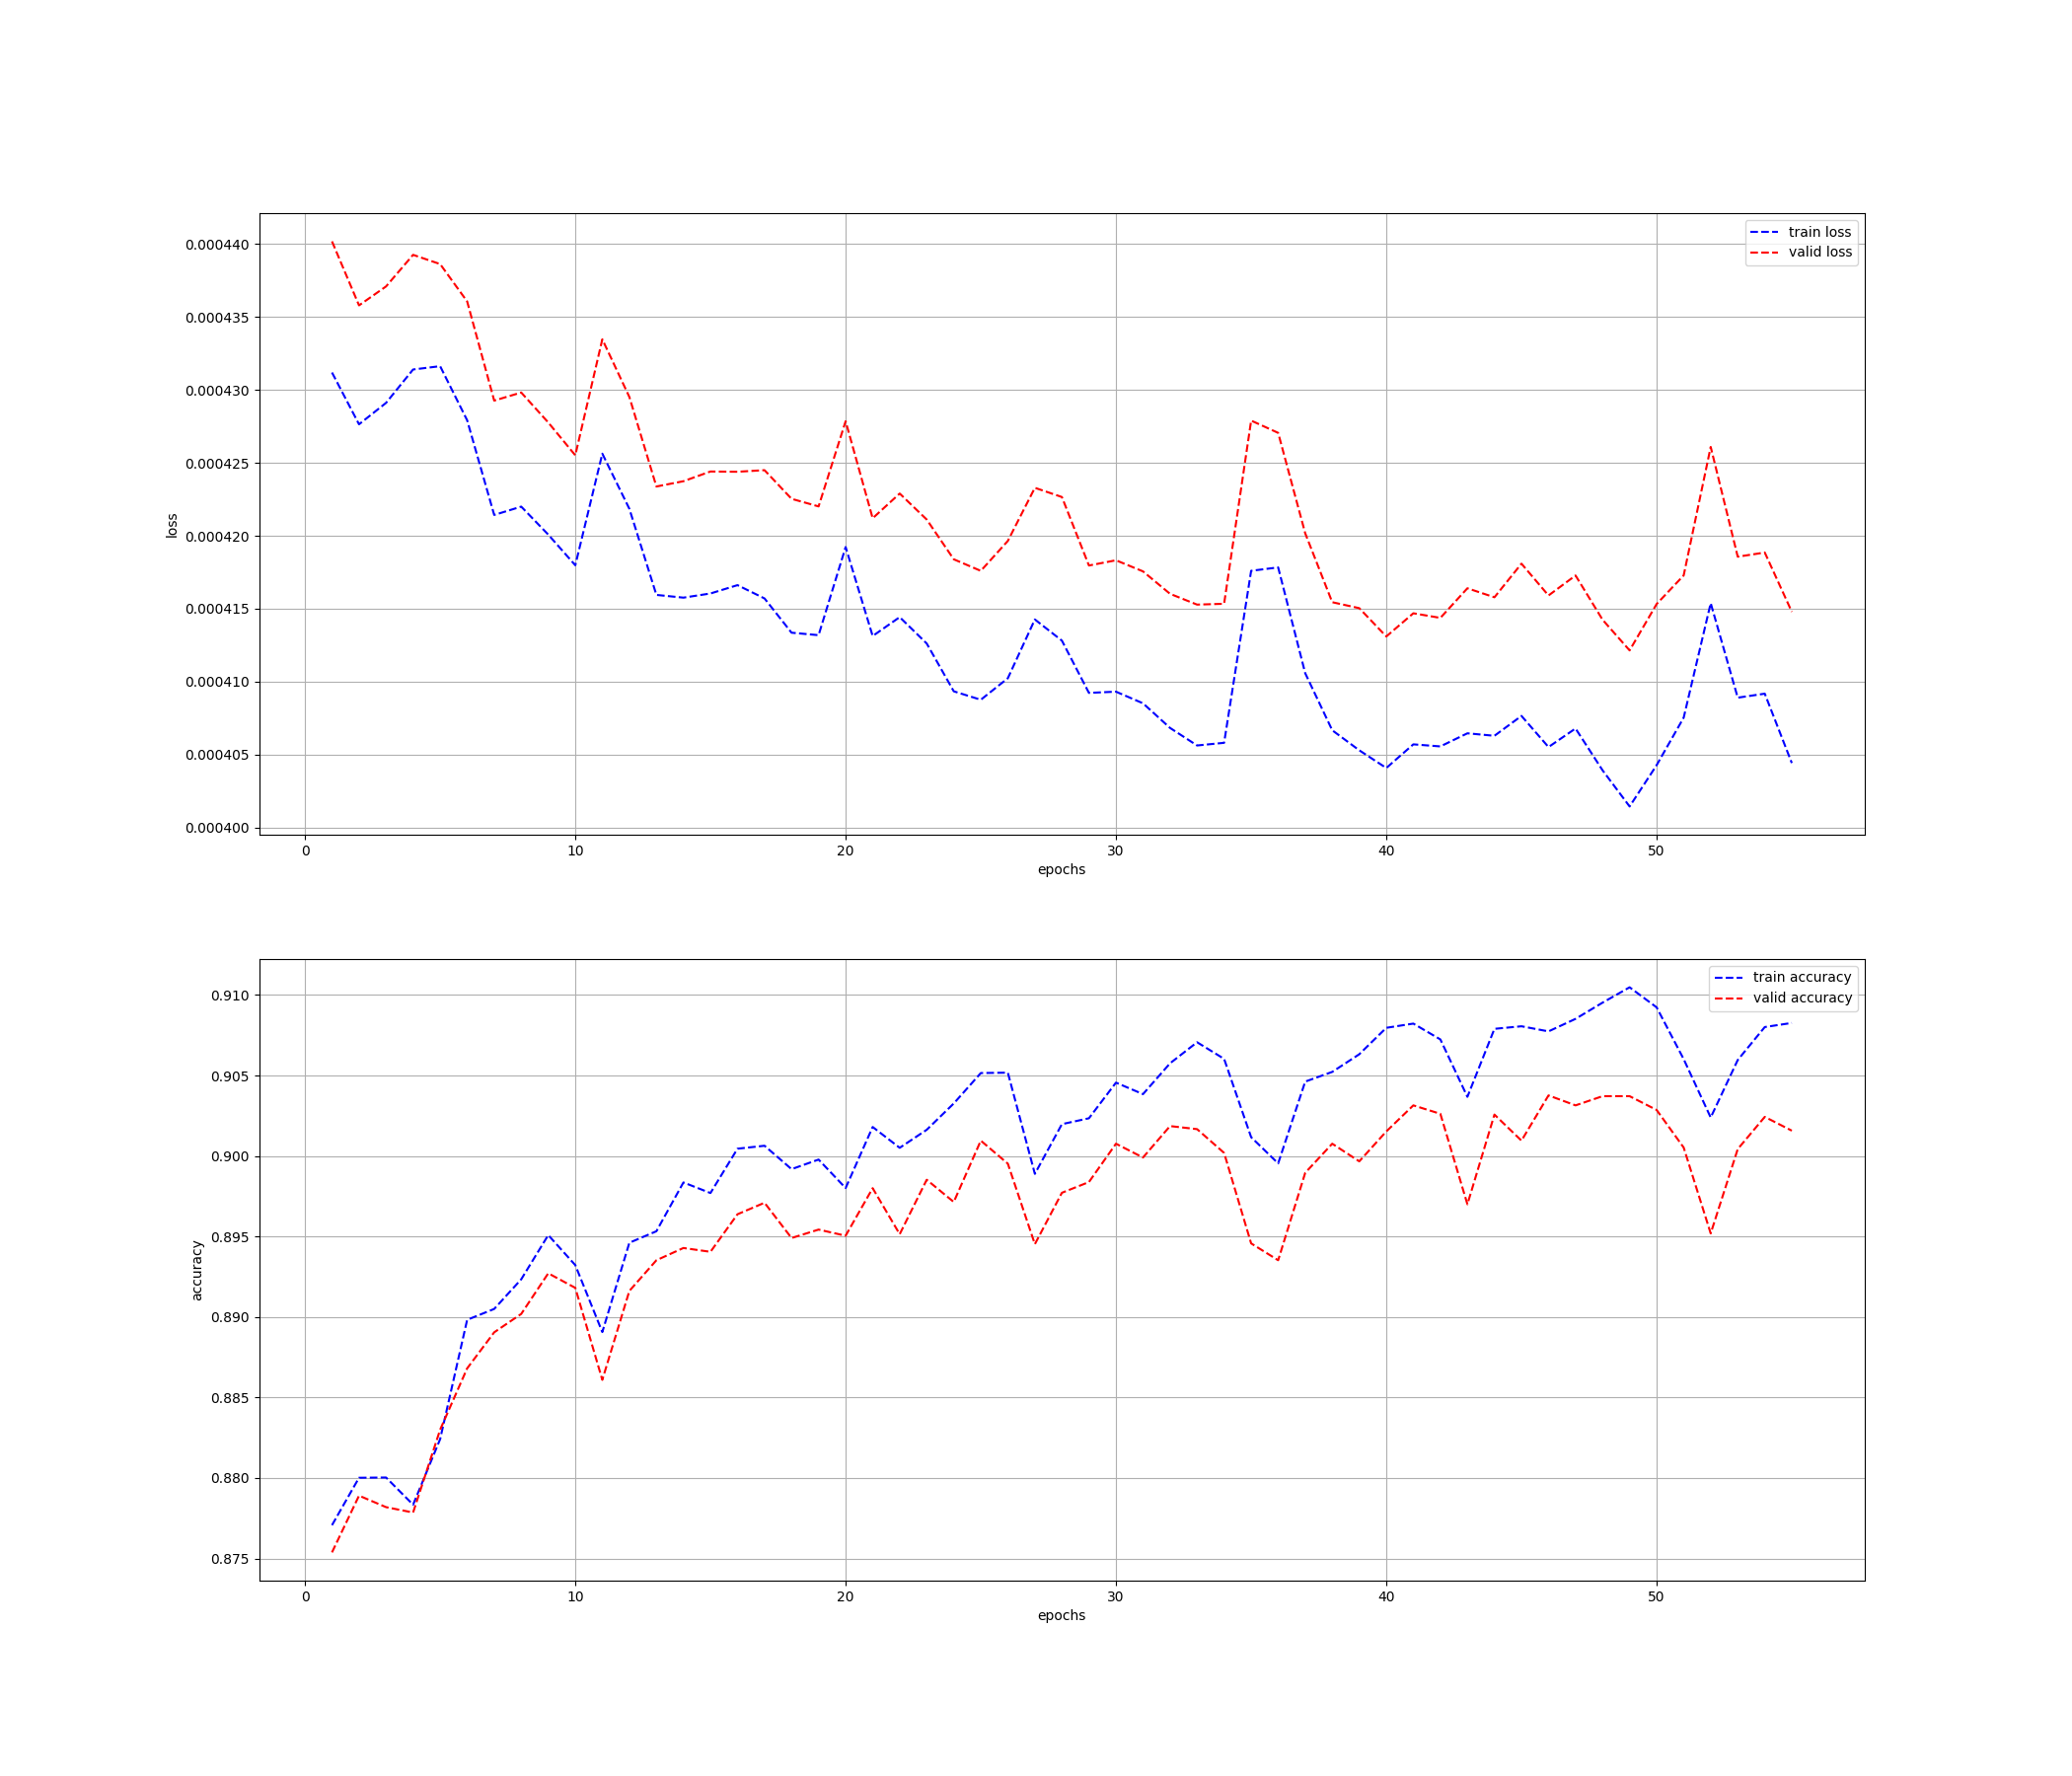 0.000440
0.000435
0.000430
0.000425
0.000420
0.000415
0.000410
0.000405
0.000400
loss
train loss
valid loss
0 10 20 30 40 50
epochs
0.910
0.905
0.900
0.895
0.890
0.885
0.880
0.875
accuracy
train accuracy
valid accuracy
0 10 20 30 40 50
epochs